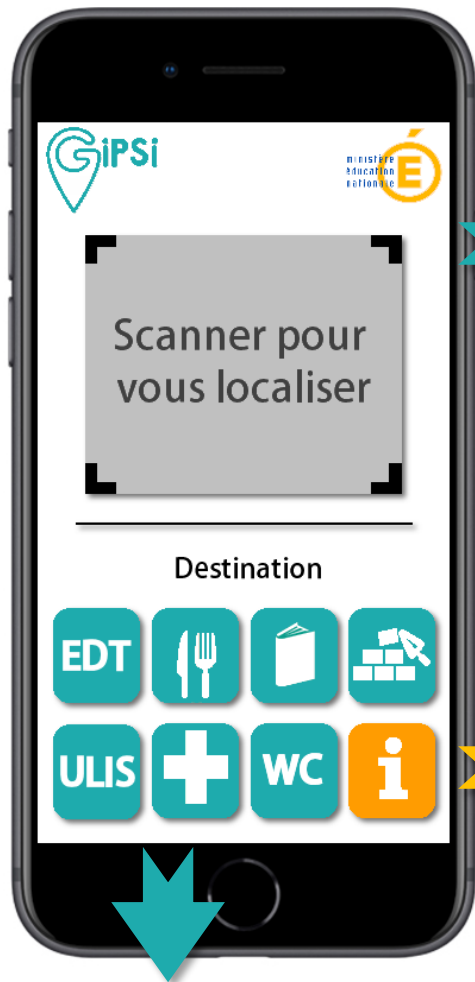 GiPSi
ministère
éducation
nationale
É
Scanner pour
vous localiser
Destination
EDT
ULIS
WC
i